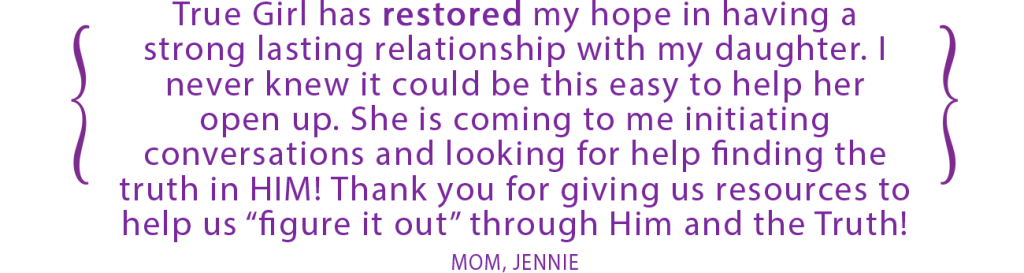 True Girl has restored my hope in having a
strong lasting relationship with my daughter. I
never knew it could be this easy to help her
open up. She is coming to me initiating
conversations and looking for help finding the
truth in HIM! Thank you for giving us resources to
help us “figure it out” through Him and the Truth!
MOM, JENNIE